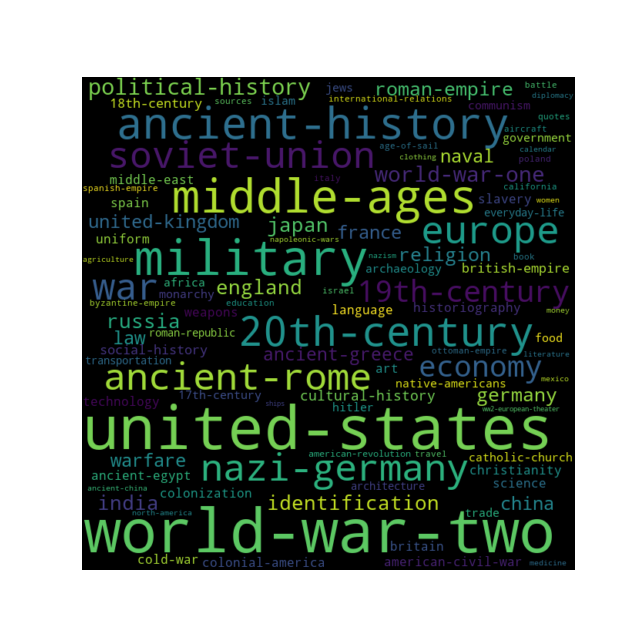 political-history jews roman-empire battle
18th-century sources islam international-relations communism diplomacy
ancient-history quotes
age-of-sail aircraft government
soviet-union clothing naval calendar
middle-east italy world-war-one poland
spanish-empire middle-ages slavery california
spain women
united-kingdom japan france europe everyday-life
uniform napoleonic-wars
agriculture military nazism religion book
archaeology british-empire
war africa england israel 19th-century
monarchy
byzantine-empire education language historiography money
weapons
russia roman-republic 20th-century food
law
social-history ancient-greece ottoman-empire literature
transportation art economy
ancient-rome native-americans mexico
technology 17th-century cultural-history germany
ships hitler ww2-european-theater
united-states
american-revolution travel catholic-church
warfare nazi-germany christianity
ancient-egypt science
ancient-china colonization architecture
india identification china
north-america trade
world-war-two
britain
cold-war colonial-america american-civil-war medicine